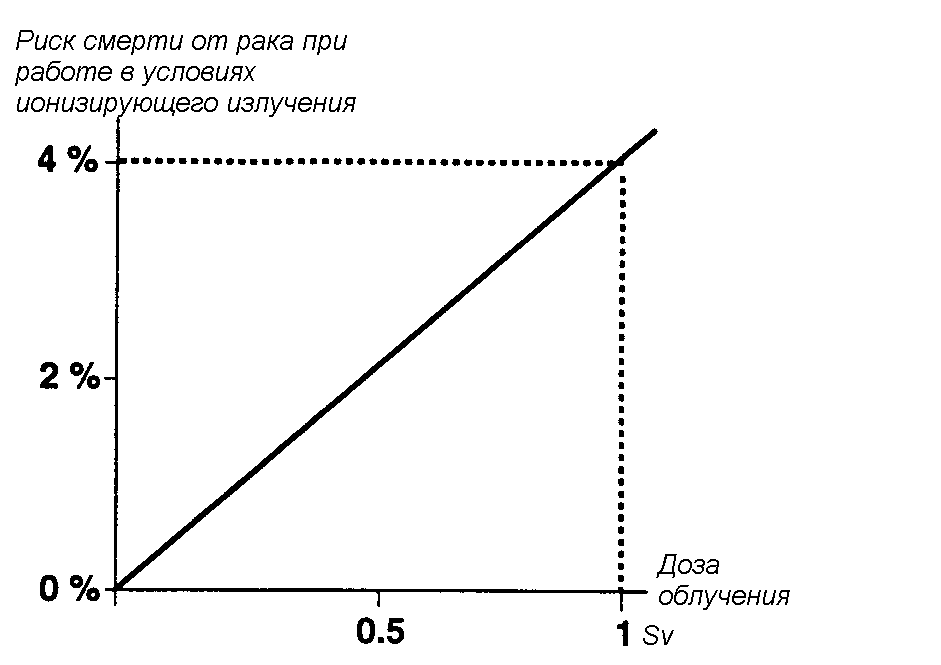 Риск смерти от рака при
работе в условиях
ионизирующего излучения
4 %
2 %
0 %
Доза
облучения
0.5
1 Sv